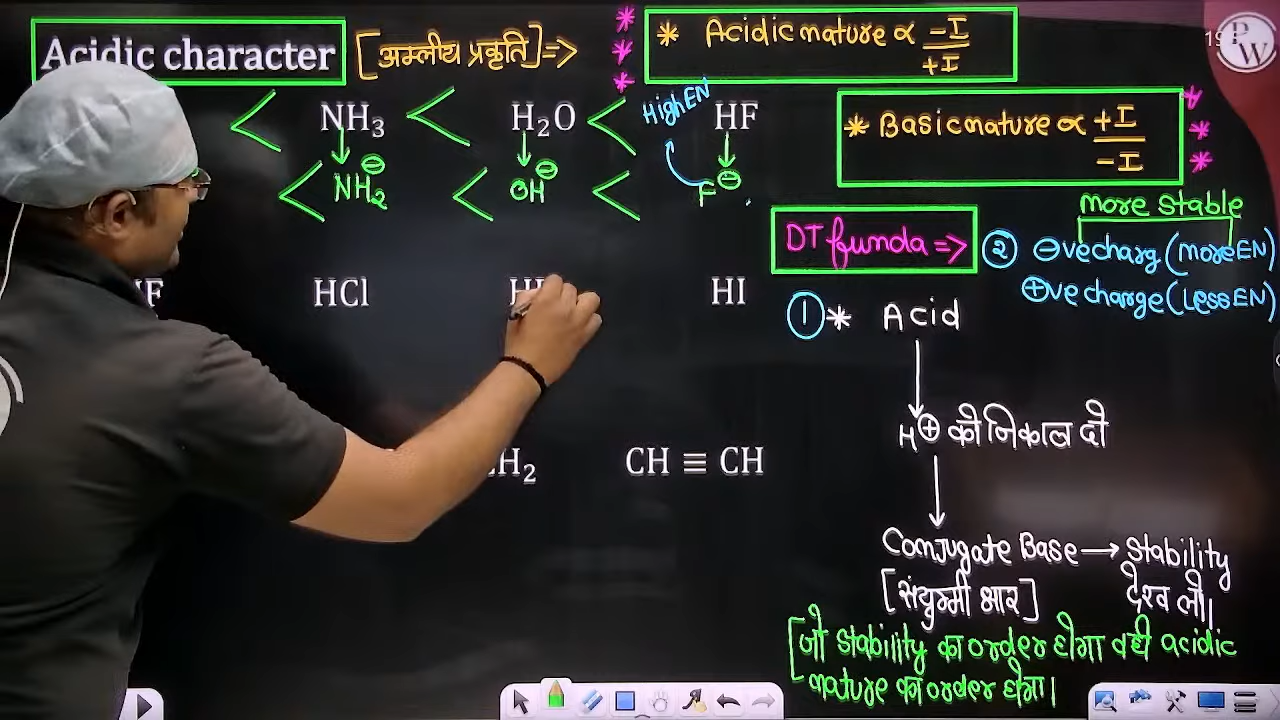 Acidic character [अम्लीय प्रकृति] =>
* Acidic nature ∝ -I / +I
* Basic nature ∝ +I / -I
< NH3 < H2O < HF
High EN
< NH2⊖ < OH⊖ < F⊖
More Stable
DT funda => ② ⊖ve charg (more EN)
⊕ve charge (Less EN)
HCl HI
① * Acid
H⊕ को निकाल दो
CH ≡ CH
Conjugate Base → Stability
[संयुग्मी क्षार] देख लो।
[जो stability का order होगा वही acidic
nature का order होगा।
PW